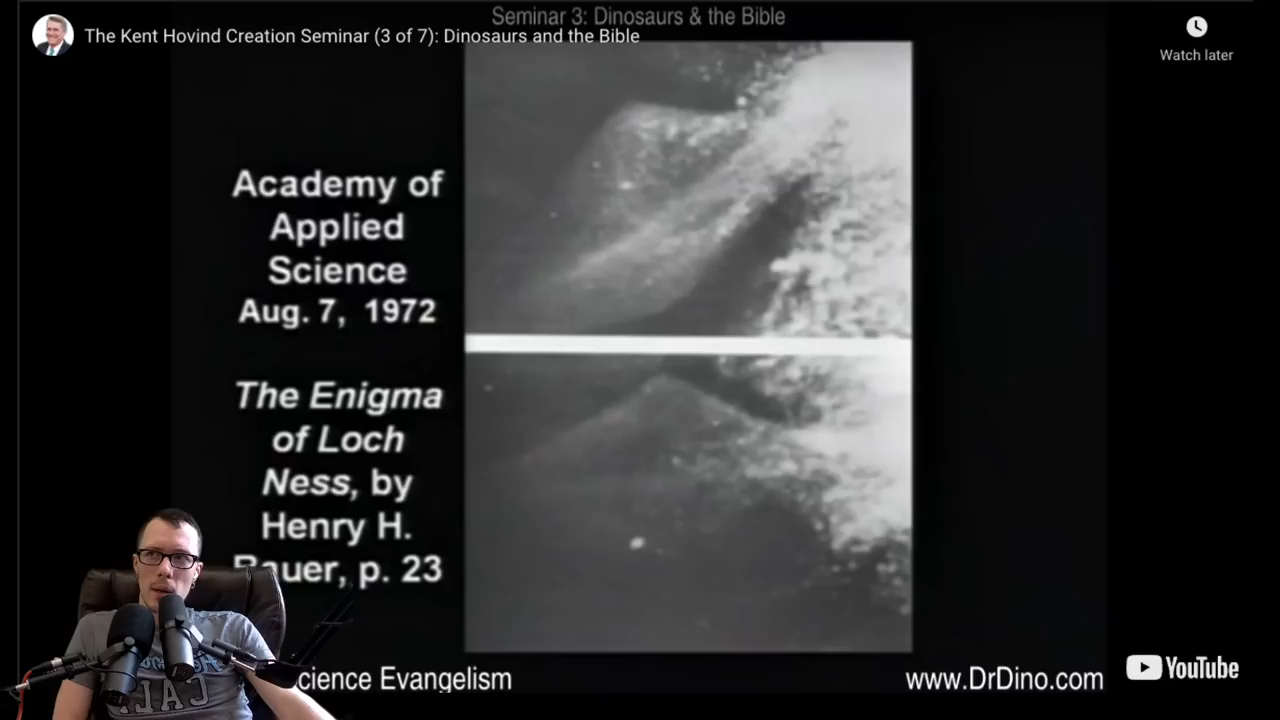 Seminar 3: Dinosaurs & the Bible
The Kent Hovind Creation Seminar (3 of 7): Dinosaurs and the Bible
Watch later
Academy of
Applied
Science
Aug. 7, 1972
The Enigma
of Loch
Ness, by
Henry H.
Bauer, p. 23
cience Evangelism
www.DrDino.com
YouTube